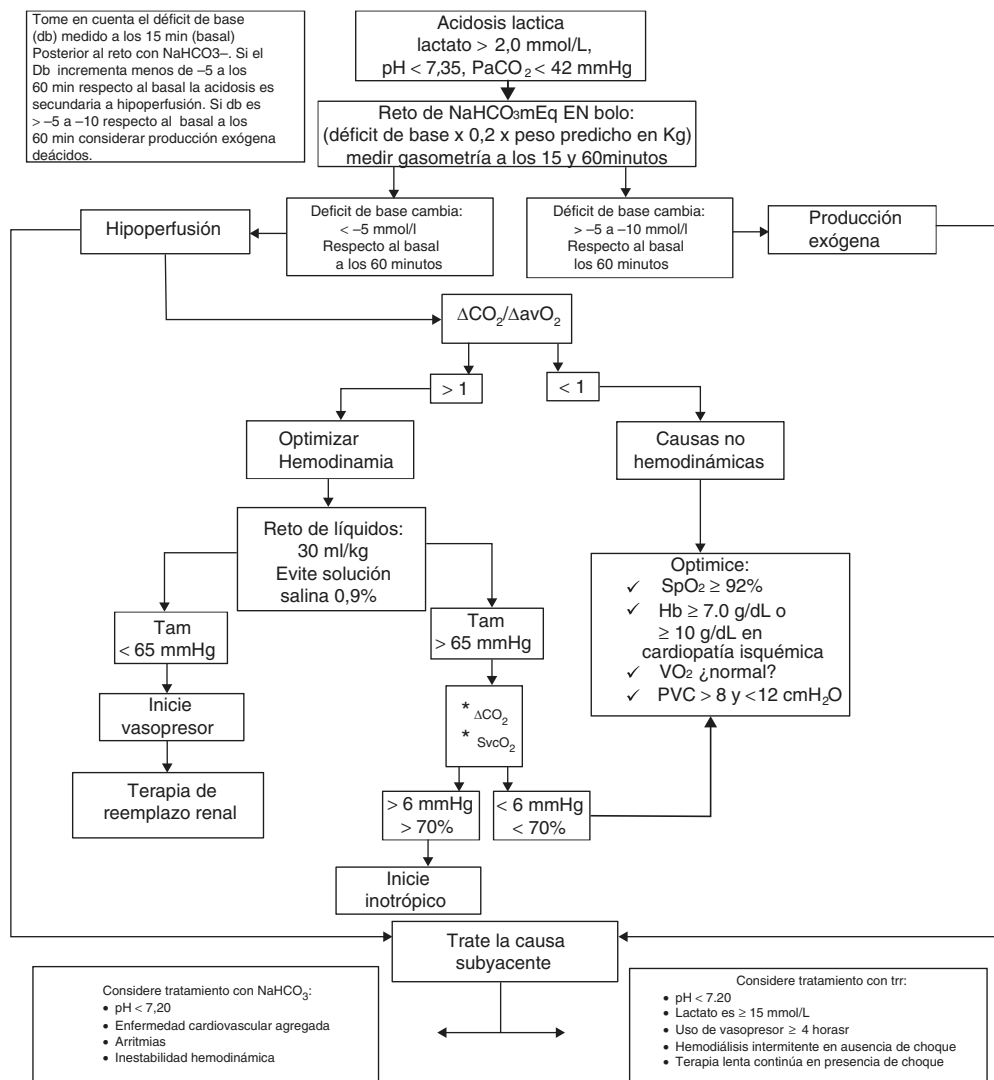 Tome en cuenta el déficit de base
(db) medido a los 15 min (basal)
Posterior al reto con NaHCO3–. Si el
Db incrementa menos de –5 a los
60 min respecto al basal la acidosis es
secundaria a hipoperfusión. Si db es
> –5 a –10 respecto al basal a los
60 min considerar producción exógena
deácidos.
Acidosis lactica
lactato > 2,0 mmol/L,
pH < 7,35, PaCO2 < 42 mmHg
Reto de NaHCO3mEq EN bolo:
(déficit de base x 0,2 x peso predicho en Kg)
medir gasometría a los 15 y 60minutos
Hipoperfusión
Deficit de base cambia:
< –5 mmol/l
Respecto al basal
a los 60 minutos
Déficit de base cambia:
> –5 a –10 mmol/l
Respecto al basal
los 60 minutos
Producción
exógena
ΔCO2/ΔavO2
> 1
< 1
Optimizar
Hemodinamia
Causas no
hemodinámicas
Reto de líquidos:
30 ml/kg
Evite solución
salina 0,9%
Tam
< 65 mmHg
Tam
> 65 mmHg
Optimice:
✓ SpO2 ≥ 92%
✓ Hb ≥ 7.0 g/dL o
≥ 10 g/dL en
cardiopatía isquémica
✓ VO2 ¿normal?
✓ PVC > 8 y <12 cmH2O
Inicie
vasopresor
* ΔCO2
* SvcO2
Terapia de
reemplazo renal
> 6 mmHg
> 70%
< 6 mmHg
< 70%
Inicie
inotrópico
Trate la causa
subyacente
Considere tratamiento con NaHCO3:
• pH < 7,20
• Enfermedad cardiovascular agregada
• Arritmias
• Inestabilidad hemodinámica
Considere tratamiento con trr:
• pH < 7.20
• Lactato es ≥ 15 mmol/L
• Uso de vasopresor ≥ 4 horasr
• Hemodiálisis intermitente en ausencia de choque
• Terapia lenta continúa en presencia de choque